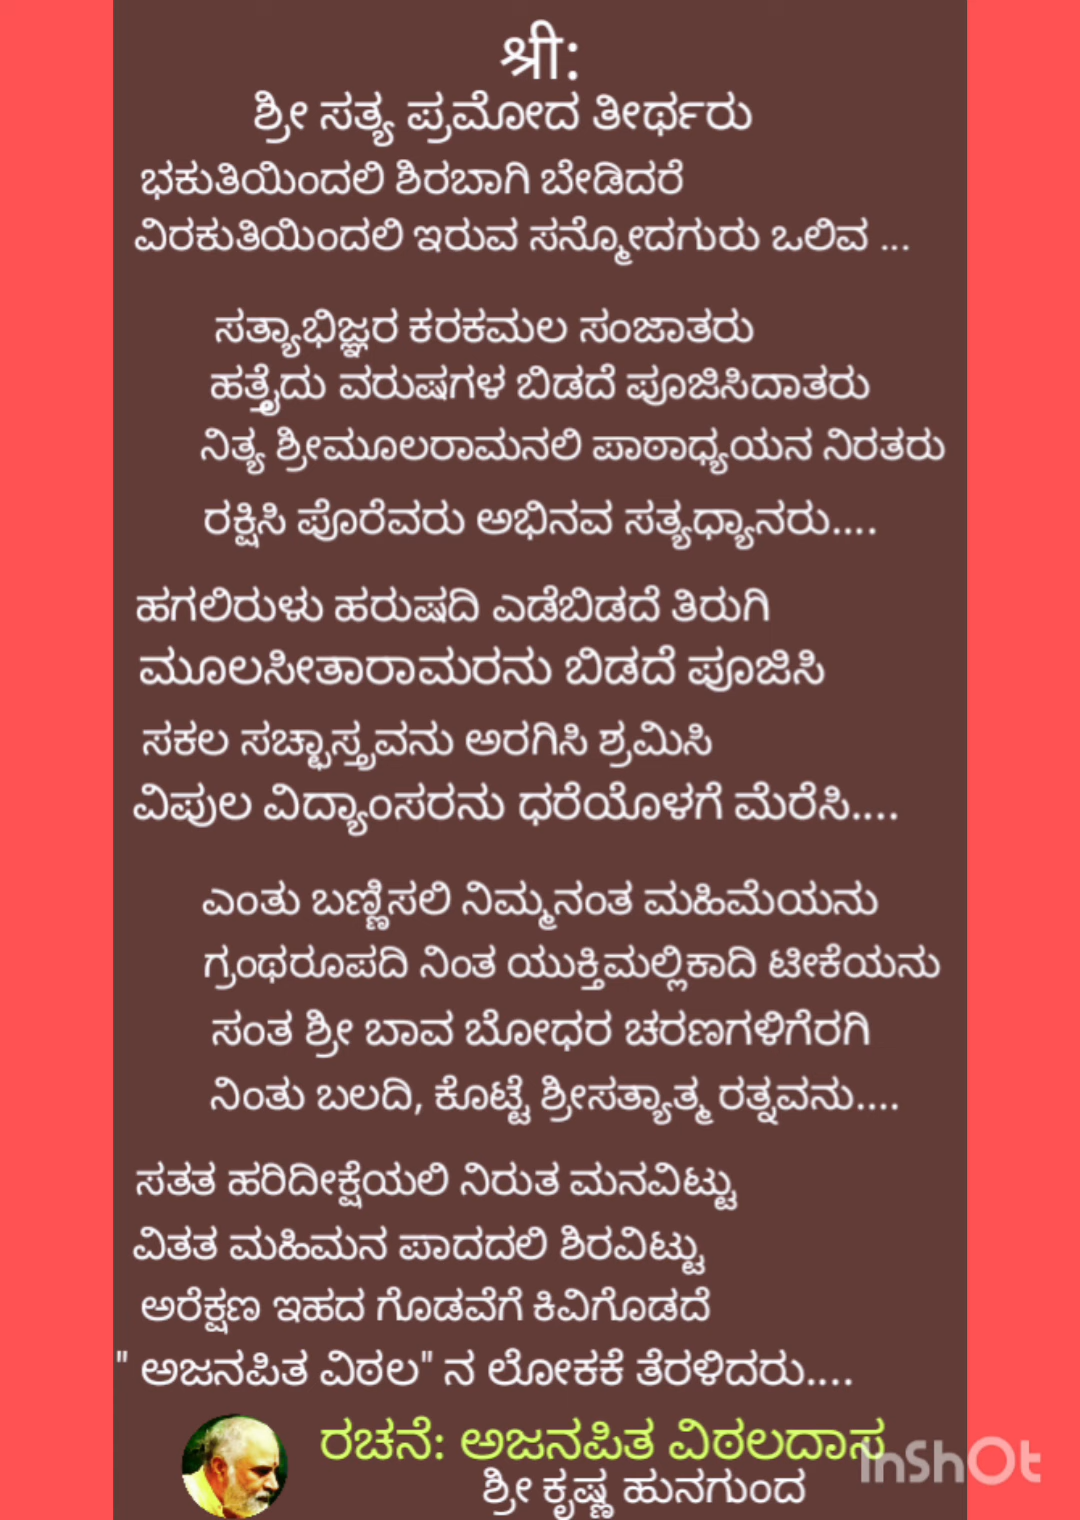 श्री:
ಶ್ರೀ ಸತ್ಯ ಪ್ರಮೋದ ತೀರ್ಥರು
ಭಕುತಿಯಿಂದಲಿ ಶಿರಬಾಗಿ ಬೇಡಿದರೆ
ವಿರಕುತಿಯಿಂದಲಿ ಇರುವ ಸನ್ಮೋದಗುರು ಒಲಿವ ...
ಸತ್ಯಾಭಿಜ್ಞರ ಕರಕಮಲ ಸಂಜಾತರು
ಹತ್ತೈದು ವರುಷಗಳ ಬಿಡದೆ ಪೂಜಿಸಿದಾತರು
ನಿತ್ಯ ಶ್ರೀಮೂಲರಾಮನಲಿ ಪಾಠಾಧ್ಯಯನ ನಿರತರು
ರಕ್ಷಿಸಿ ಪೊರೆವರು ಅಭಿನವ ಸತ್ಯಧ್ಯಾನರು....
ಹಗಲಿರುಳು ಹರುಷದಿ ಎಡೆಬಿಡದೆ ತಿರುಗಿ
ಮೂಲಸೀತಾರಾಮರನು ಬಿಡದೆ ಪೂಜಿಸಿ
ಸಕಲ ಸಚ್ಛಾಸ್ತ್ರವನು ಅರಗಿಸಿ ಶ್ರಮಿಸಿ
ವಿಪುಲ ವಿದ್ಯಾಂಸರನು ಧರೆಯೊಳಗೆ ಮೆರೆಸಿ....
ಎಂತು ಬಣ್ಣಿಸಲಿ ನಿಮ್ಮನಂತ ಮಹಿಮೆಯನು
ಗ್ರಂಥರೂಪದಿ ನಿಂತ ಯುಕ್ತಿಮಲ್ಲಿಕಾದಿ ಟೀಕೆಯನು
ಸಂತ ಶ್ರೀ ಬಾವ ಬೋಧರ ಚರಣಗಳಿಗೆರಗಿ
ನಿಂತು ಬಲದಿ, ಕೊಟ್ಟೆ ಶ್ರೀಸತ್ಯಾತ್ಮ ರತ್ನವನು....
ಸತತ ಹರಿದೀಕ್ಷೆಯಲಿ ನಿರುತ ಮನವಿಟ್ಟು
ವಿತತ ಮಹಿಮನ ಪಾದದಲಿ ಶಿರವಿಟ್ಟು
ಅರೆಕ್ಷಣ ಇಹದ ಗೊಡವೆಗೆ ಕಿವಿಗೊಡದೆ
" ಅಜನಪಿತ ವಿಠಲ" ನ ಲೋಕಕೆ ತೆರಳಿದರು....
ರಚನೆ: ಅಜನಪಿತ ವಿಠಲದಾಸ
ಶ್ರೀ ಕೃಷ್ಣ ಹುನಗುಂದ
InShOt